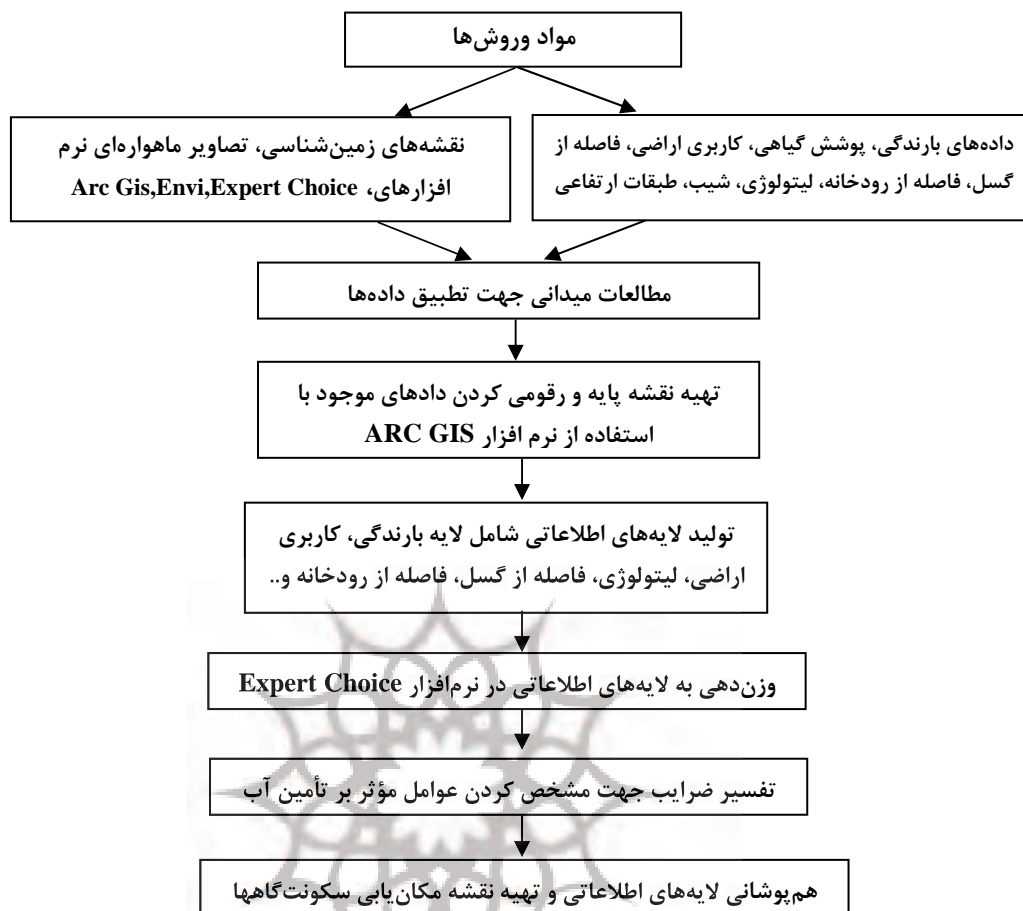 مواد وروش‌ها
داده‌های بارندگی، پوشش گیاهی، کاربری اراضی، فاصله از
گسل، فاصله از رودخانه، لیتولوژی، شیب، طبقات ارتفاعی
نقشه‌های زمین‌شناسی، تصاویر ماهواره‌ای نرم
افزارهای، Arc Gis,Envi,Expert Choice
مطالعات میدانی جهت تطبیق داده‌ها
تهیه نقشه پایه و رقومی کردن دادهای موجود با
استفاده از نرم افزار ARC GIS
تولید لایه‌های اطلاعاتی شامل لایه بارندگی، کاربری
اراضی، لیتولوژی، فاصله از گسل، فاصله از رودخانه و..
وزن‌دهی به لایه‌های اطلاعاتی در نرم‌افزار Expert Choice
تفسیر ضرایب جهت مشخص کردن عوامل مؤثر بر تأمین آب
هم‌پوشانی لایه‌های اطلاعاتی و تهیه نقشه مکان‌یابی سکونت‌گاهها